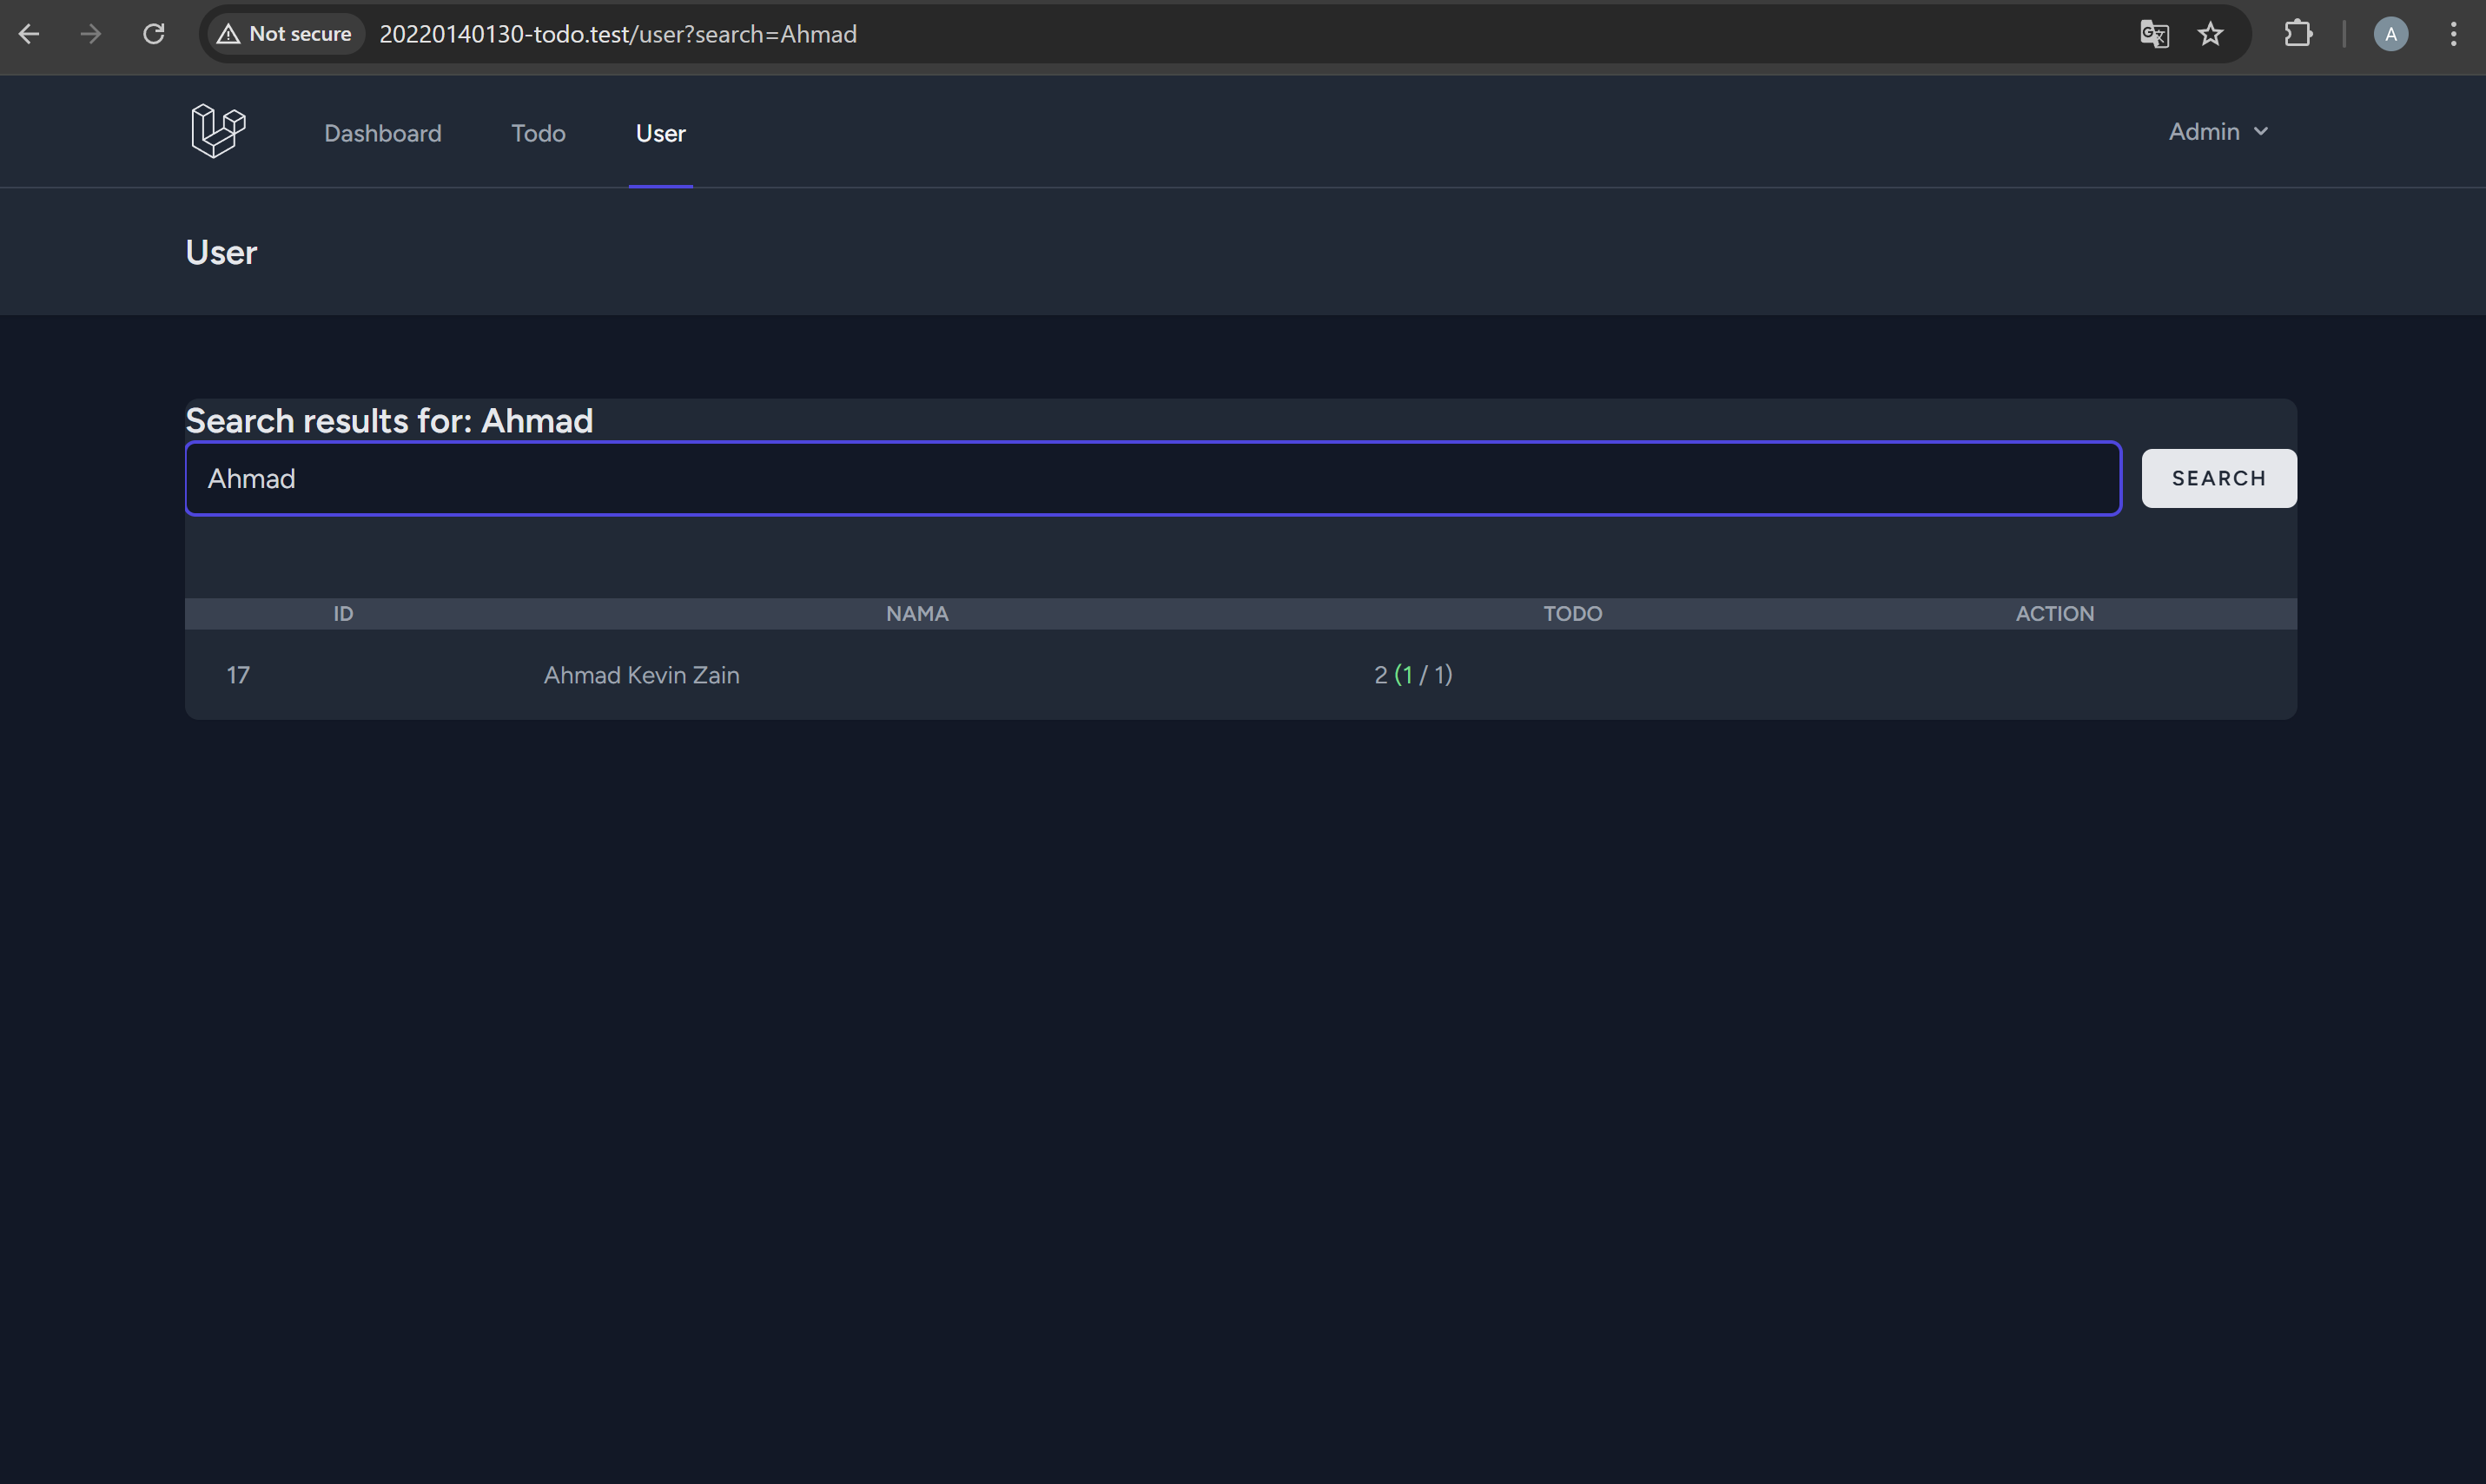 Not secure 20220140130-todo.test/user?search=Ahmad A
Dashboard Todo User Admin
User
Search results for: Ahmad
Ahmad SEARCH
ID NAMA TODO ACTION
17 Ahmad Kevin Zain 2 (1 / 1)